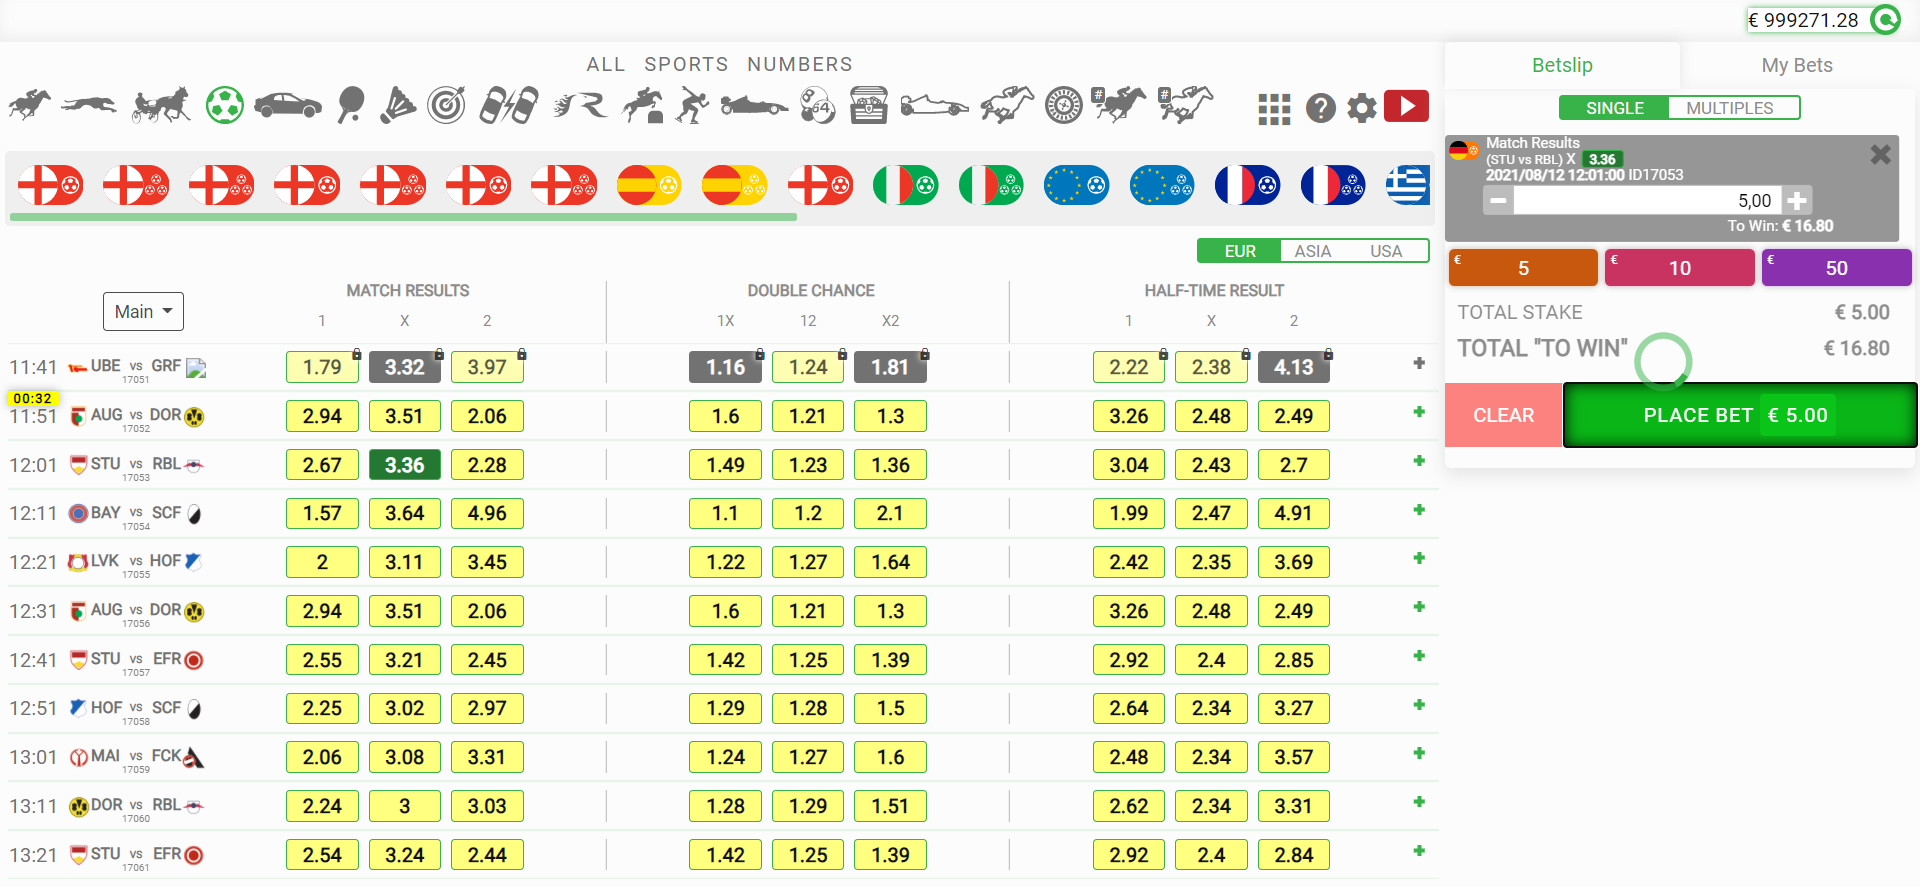 € 999271.28
ALL SPORTS NUMBERS
Betslip
My Bets
SINGLE
MULTIPLES
Match Results
(STU vs RBL) X 3.36
2021/08/12 12:01:00 ID17053
5,00
To Win: € 16.80
€ 5
€ 10
€ 50
TOTAL STAKE € 5.00
TOTAL "TO WIN" € 16.80
CLEAR
PLACE BET € 5.00
EUR ASIA USA
Main
MATCH RESULTS DOUBLE CHANCE HALF-TIME RESULT
1 X 2 1X 12 X2 1 X 2
11:41 UBE vs GRF 1.79 3.32 3.97 1.16 1.24 1.81 2.22 2.38 4.13
17051
00:32
11:51 AUG vs DOR 2.94 3.51 2.06 1.6 1.21 1.3 3.26 2.48 2.49
17052
12:01 STU vs RBL 2.67 3.36 2.28 1.49 1.23 1.36 3.04 2.43 2.7
17053
12:11 BAY vs SCF 1.57 3.64 4.96 1.1 1.2 2.1 1.99 2.47 4.91
17054
12:21 LVK vs HOF 2 3.11 3.45 1.22 1.27 1.64 2.42 2.35 3.69
17055
12:31 AUG vs DOR 2.94 3.51 2.06 1.6 1.21 1.3 3.26 2.48 2.49
17056
12:41 STU vs EFR 2.55 3.21 2.45 1.42 1.25 1.39 2.92 2.4 2.85
17057
12:51 HOF vs SCF 2.25 3.02 2.97 1.29 1.28 1.5 2.64 2.34 3.27
17058
13:01 MAI vs FCK 2.06 3.08 3.31 1.24 1.27 1.6 2.48 2.34 3.57
17059
13:11 DOR vs RBL 2.24 3 3.03 1.28 1.29 1.51 2.62 2.34 3.31
17060
13:21 STU vs EFR 2.54 3.24 2.44 1.42 1.25 1.39 2.92 2.4 2.84
17061